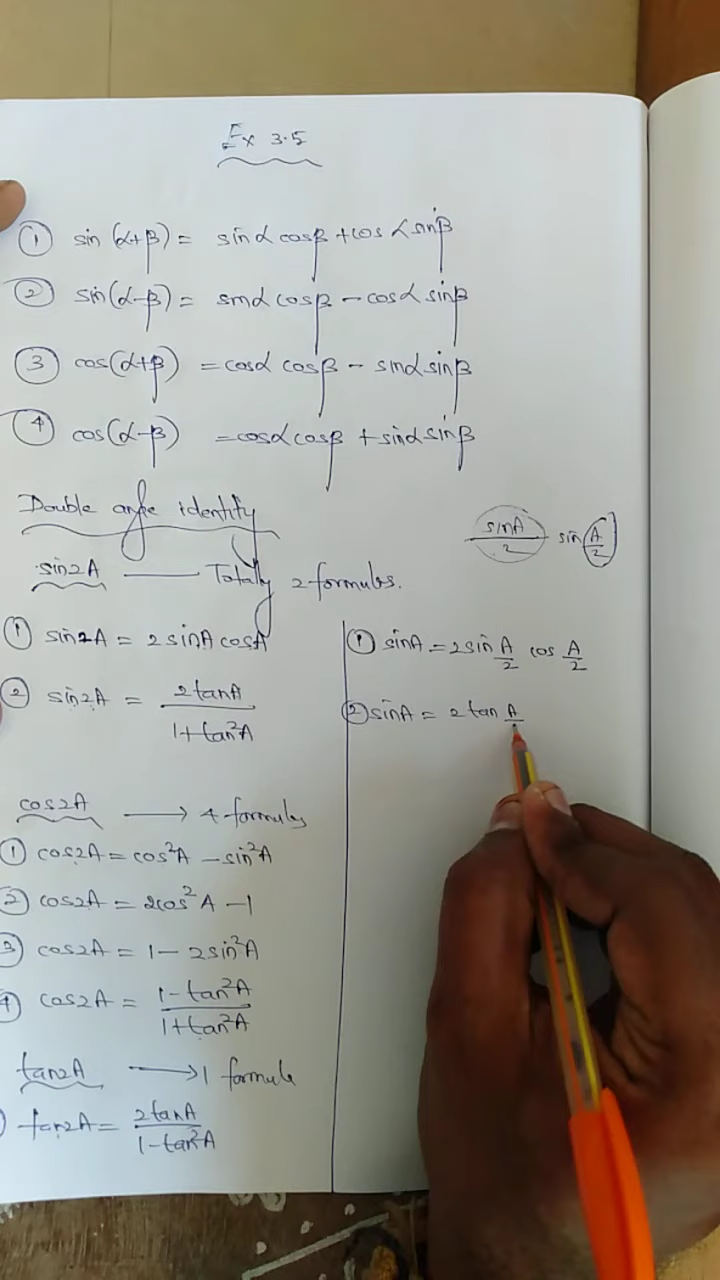 Ex 3.5
① sin (α+β) = sinα cosβ + cosα sinβ
② sin(α-β) = sinα cosβ - cosα sinβ
③ cos(α+β) = cosα cosβ - sinα sinβ
④ cos(α-β) = cosα cosβ + sinα sinβ
Double angle identity
sinA/2 sin A/2
sin2A — Totally 2 formulas.
① sin2A = 2 sinA cosA
② sin2A = 2tanA / 1+tan²A
cos2A → 4 formulas
① cos2A = cos²A - sin²A
② cos2A = 2cos²A - 1
③ cos2A = 1 - 2sin²A
④ cos2A = 1-tan²A / 1+tan²A
tan2A → 1 formula
tan2A = 2tanA / 1-tan²A
① sinA = 2sin A/2 cos A/2
② sinA = 2 tan A